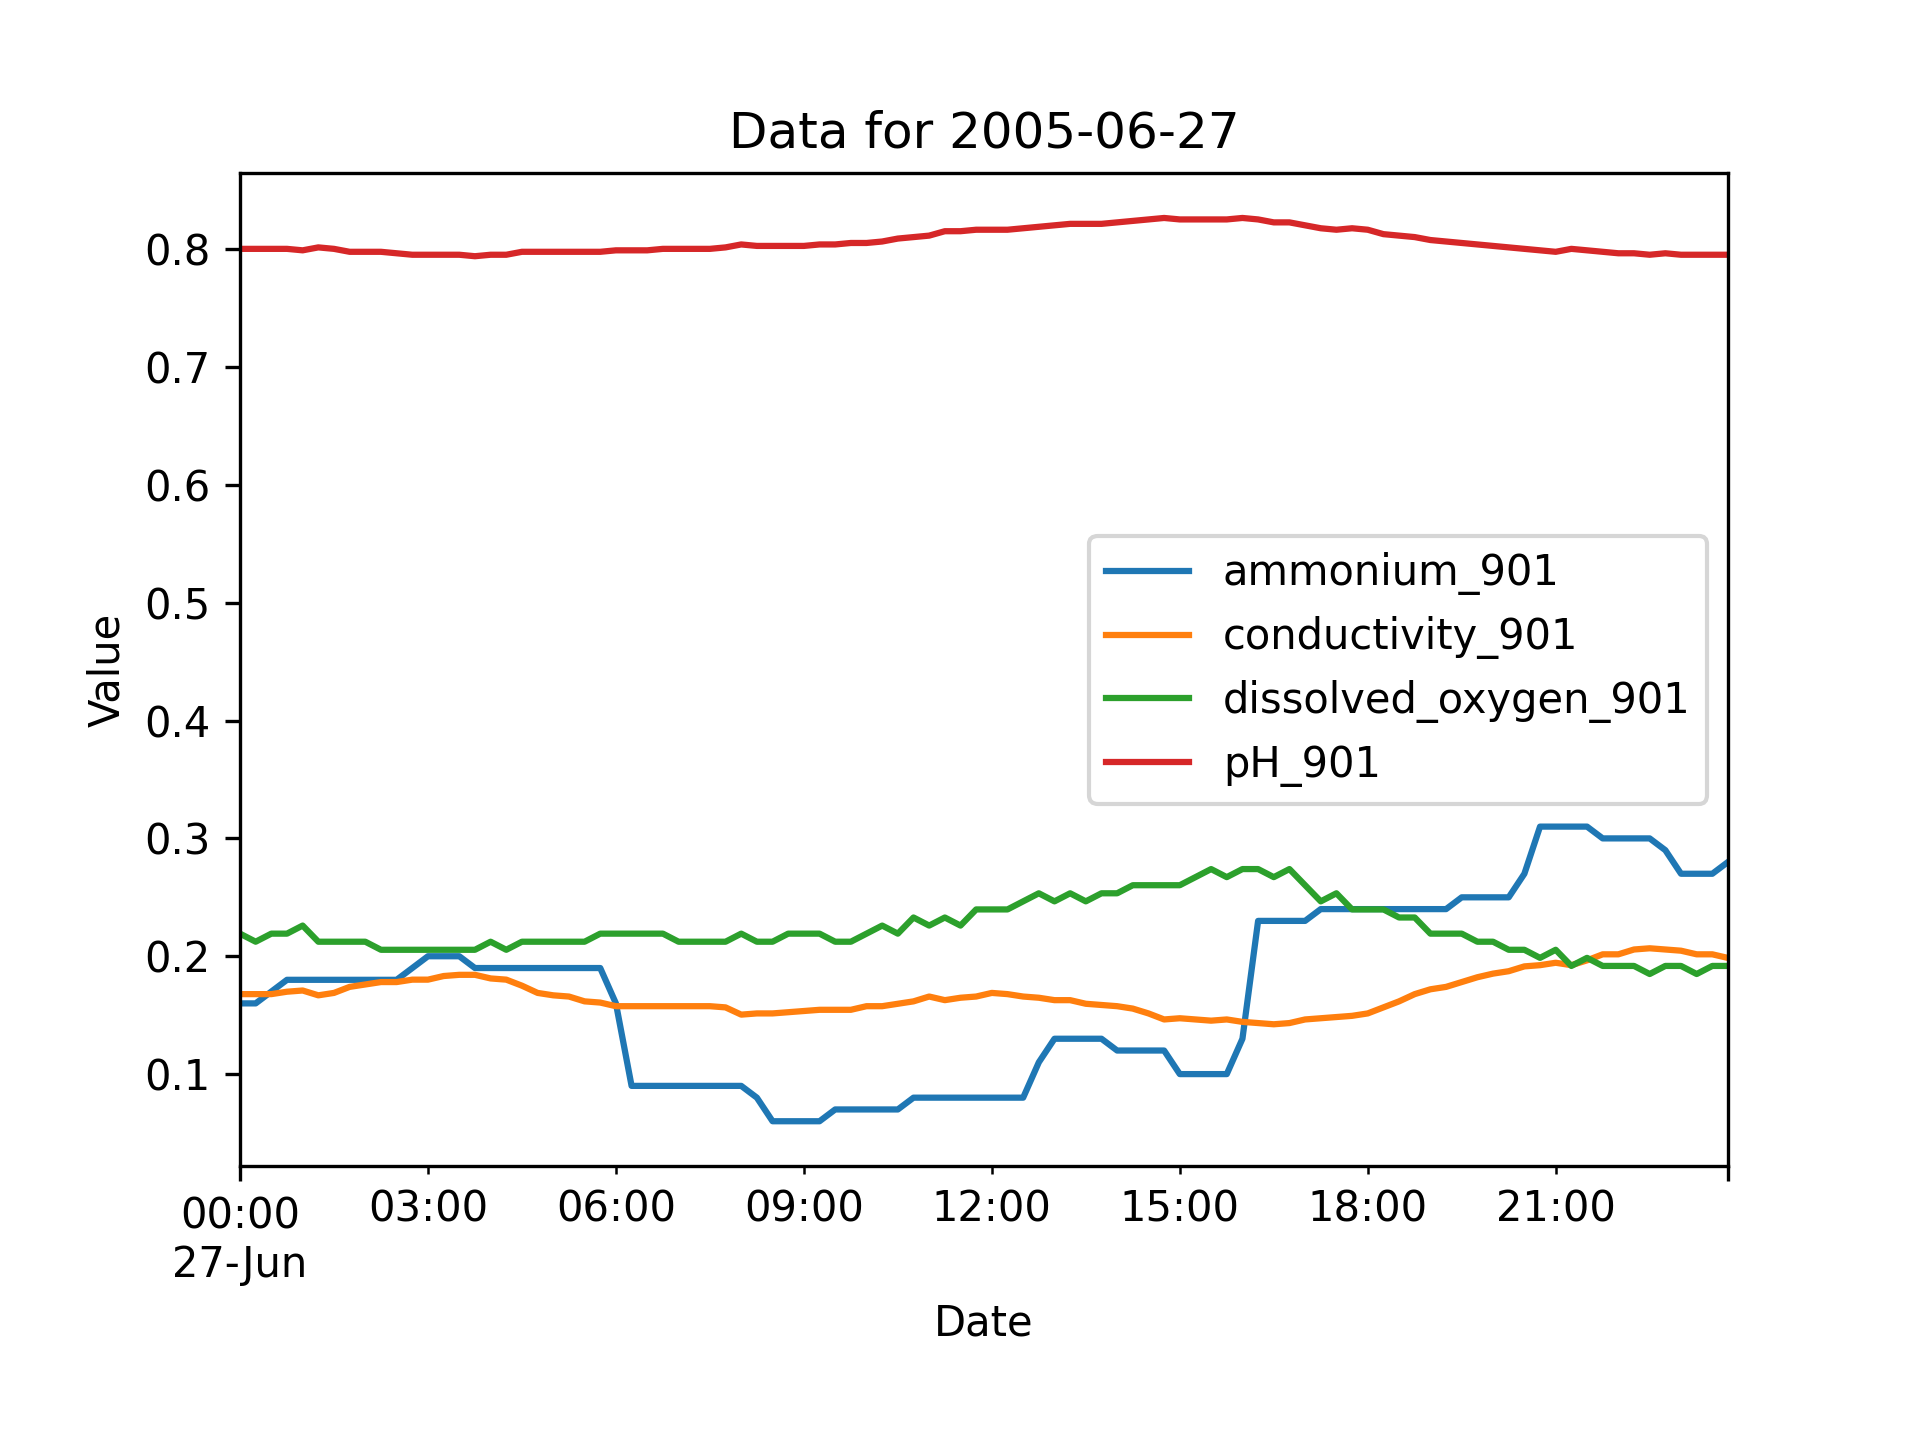 Data for 2005-06-27
0.8
0.7
0.6
0.5
0.4
0.3
0.2
0.1
Value
ammonium_901
conductivity_901
dissolved_oxygen_901
pH_901
00:00 03:00 06:00 09:00 12:00 15:00 18:00 21:00
27-Jun
Date